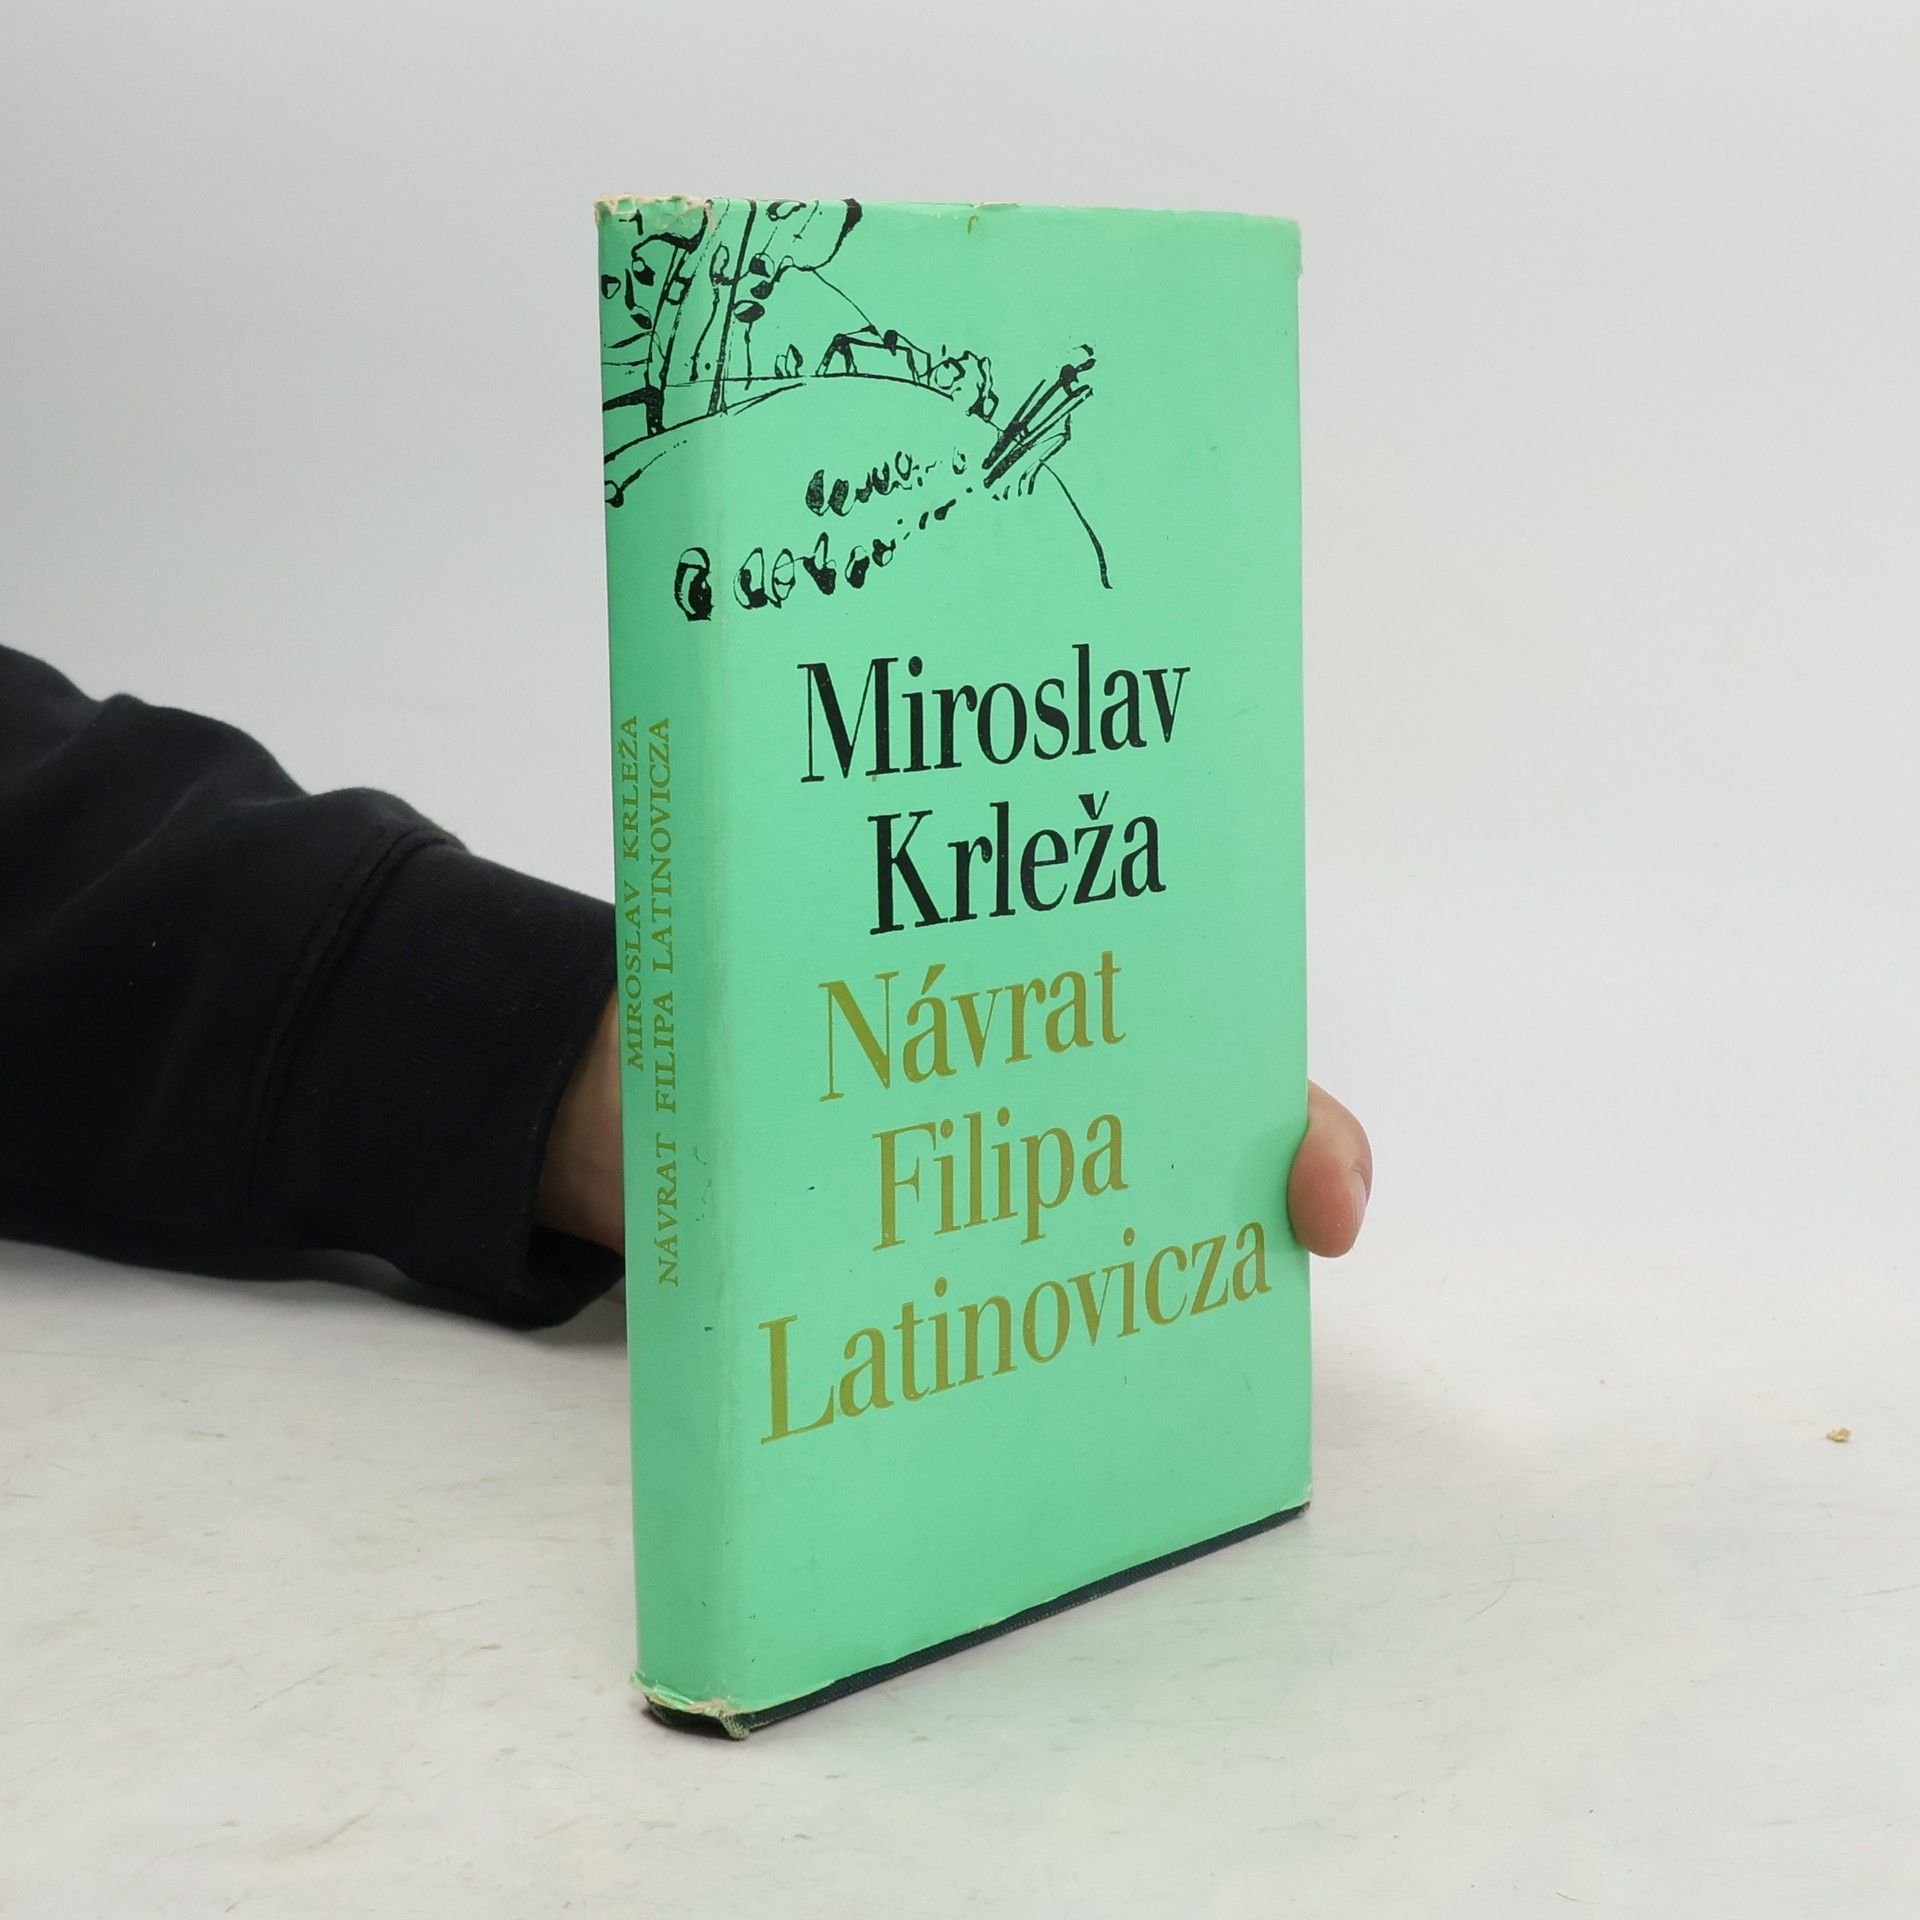 MIROSLAV KRLEŽA
NÁVRAT FILIPA LATINOVICZA
Miroslav
Krleža
Návrat
Filipa
Latinovicza